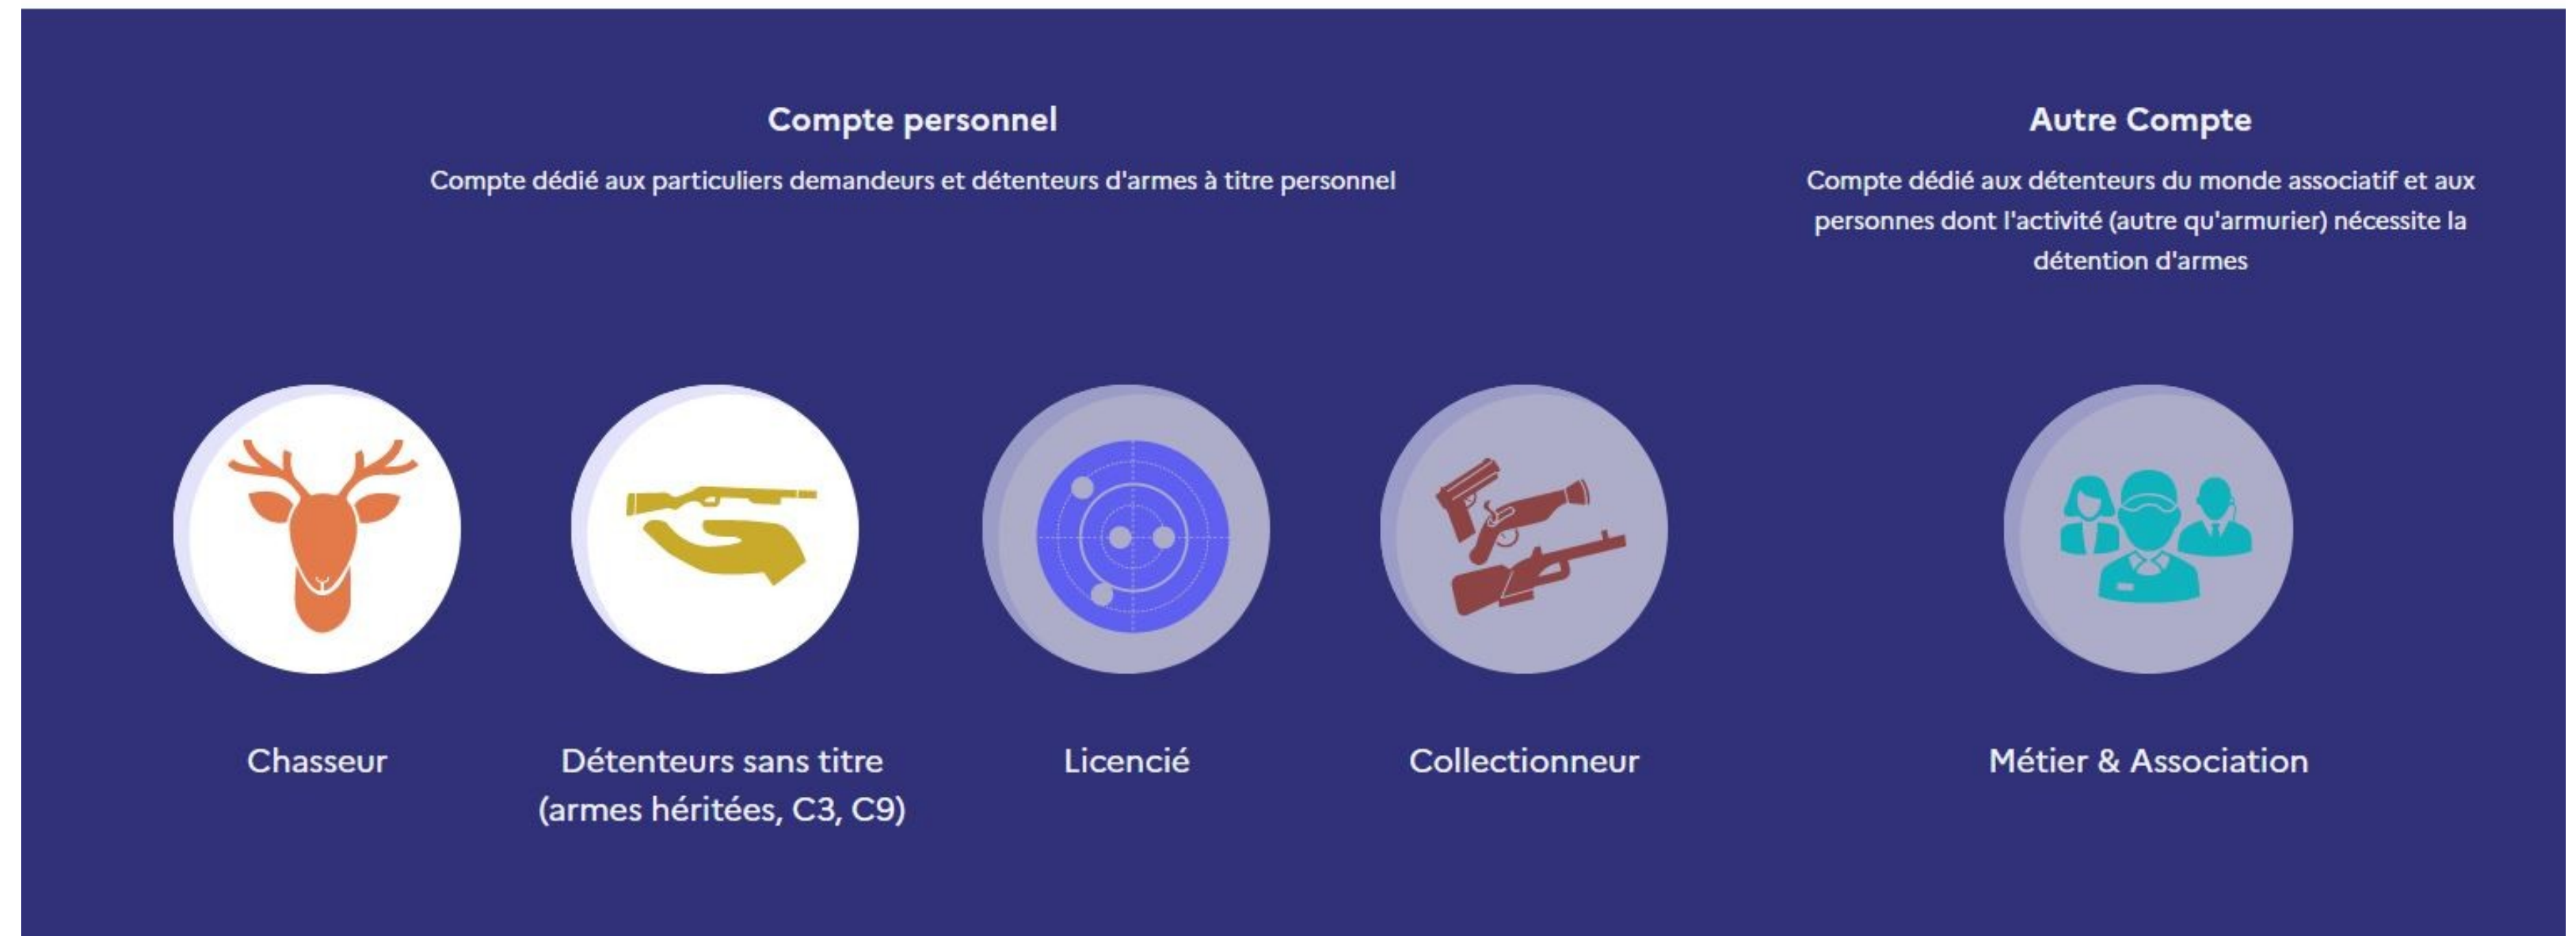 Compte personnel
Compte dédié aux particuliers demandeurs et détenteurs d'armes à titre personnel
Autre Compte
Compte dédié aux détenteurs du monde associatif et aux
personnes dont l'activité (autre qu'armurier) nécessite la
détention d'armes
Chasseur
Détenteurs sans titre
(armes héritées, C3, C9)
Licencié
Collectionneur
Métier & Association